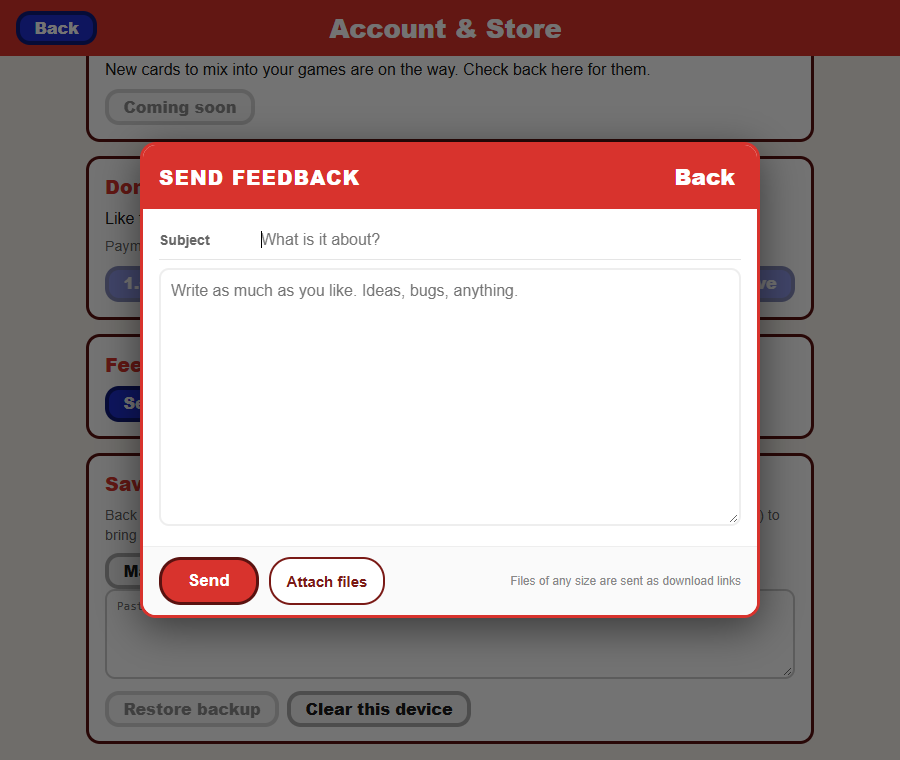 Back
Account & Store
New cards to mix into your games are on the way. Check back here for them.
Coming soon
SEND FEEDBACK
Back
Like
Subject
What is it about?
Write as much as you like. Ideas, bugs, anything.
Back
) to
bring
Send
Attach files
Files of any size are sent as download links
Restore backup
Clear this device